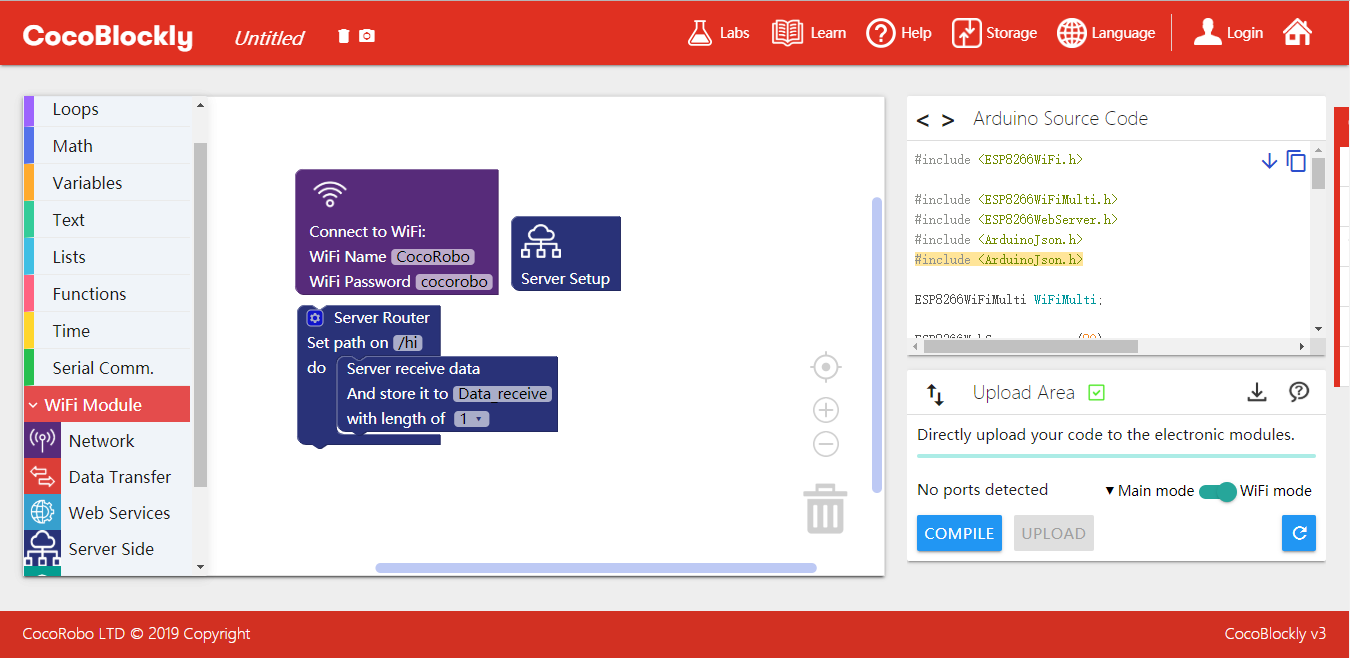 CocoBlockly
Untitled
Labs
Learn
Help
Storage
Language
Login
Loops
Math
Variables
Text
Lists
Functions
Time
Serial Comm.
WiFi Module
Network
Data Transfer
Web Services
Server Side
Connect to WiFi:
WiFi Name CocoRobo
WiFi Password cocorobo
Server Setup
Server Router
Set path on /hi
do
Server receive data
And store it to Data_receive
with length of 1
< > Arduino Source Code
#include <ESP8266WiFi.h>
#include <ESP8266WiFiMulti.h>
#include <ESP8266WebServer.h>
#include <ArduinoJson.h>
#include <ArduinoJson.h>
ESP8266WiFiMulti WiFiMulti;
Upload Area
Directly upload your code to the electronic modules.
No ports detected
▾ Main mode
WiFi mode
COMPILE
UPLOAD
CocoRobo LTD © 2019 Copyright
CocoBlockly v3